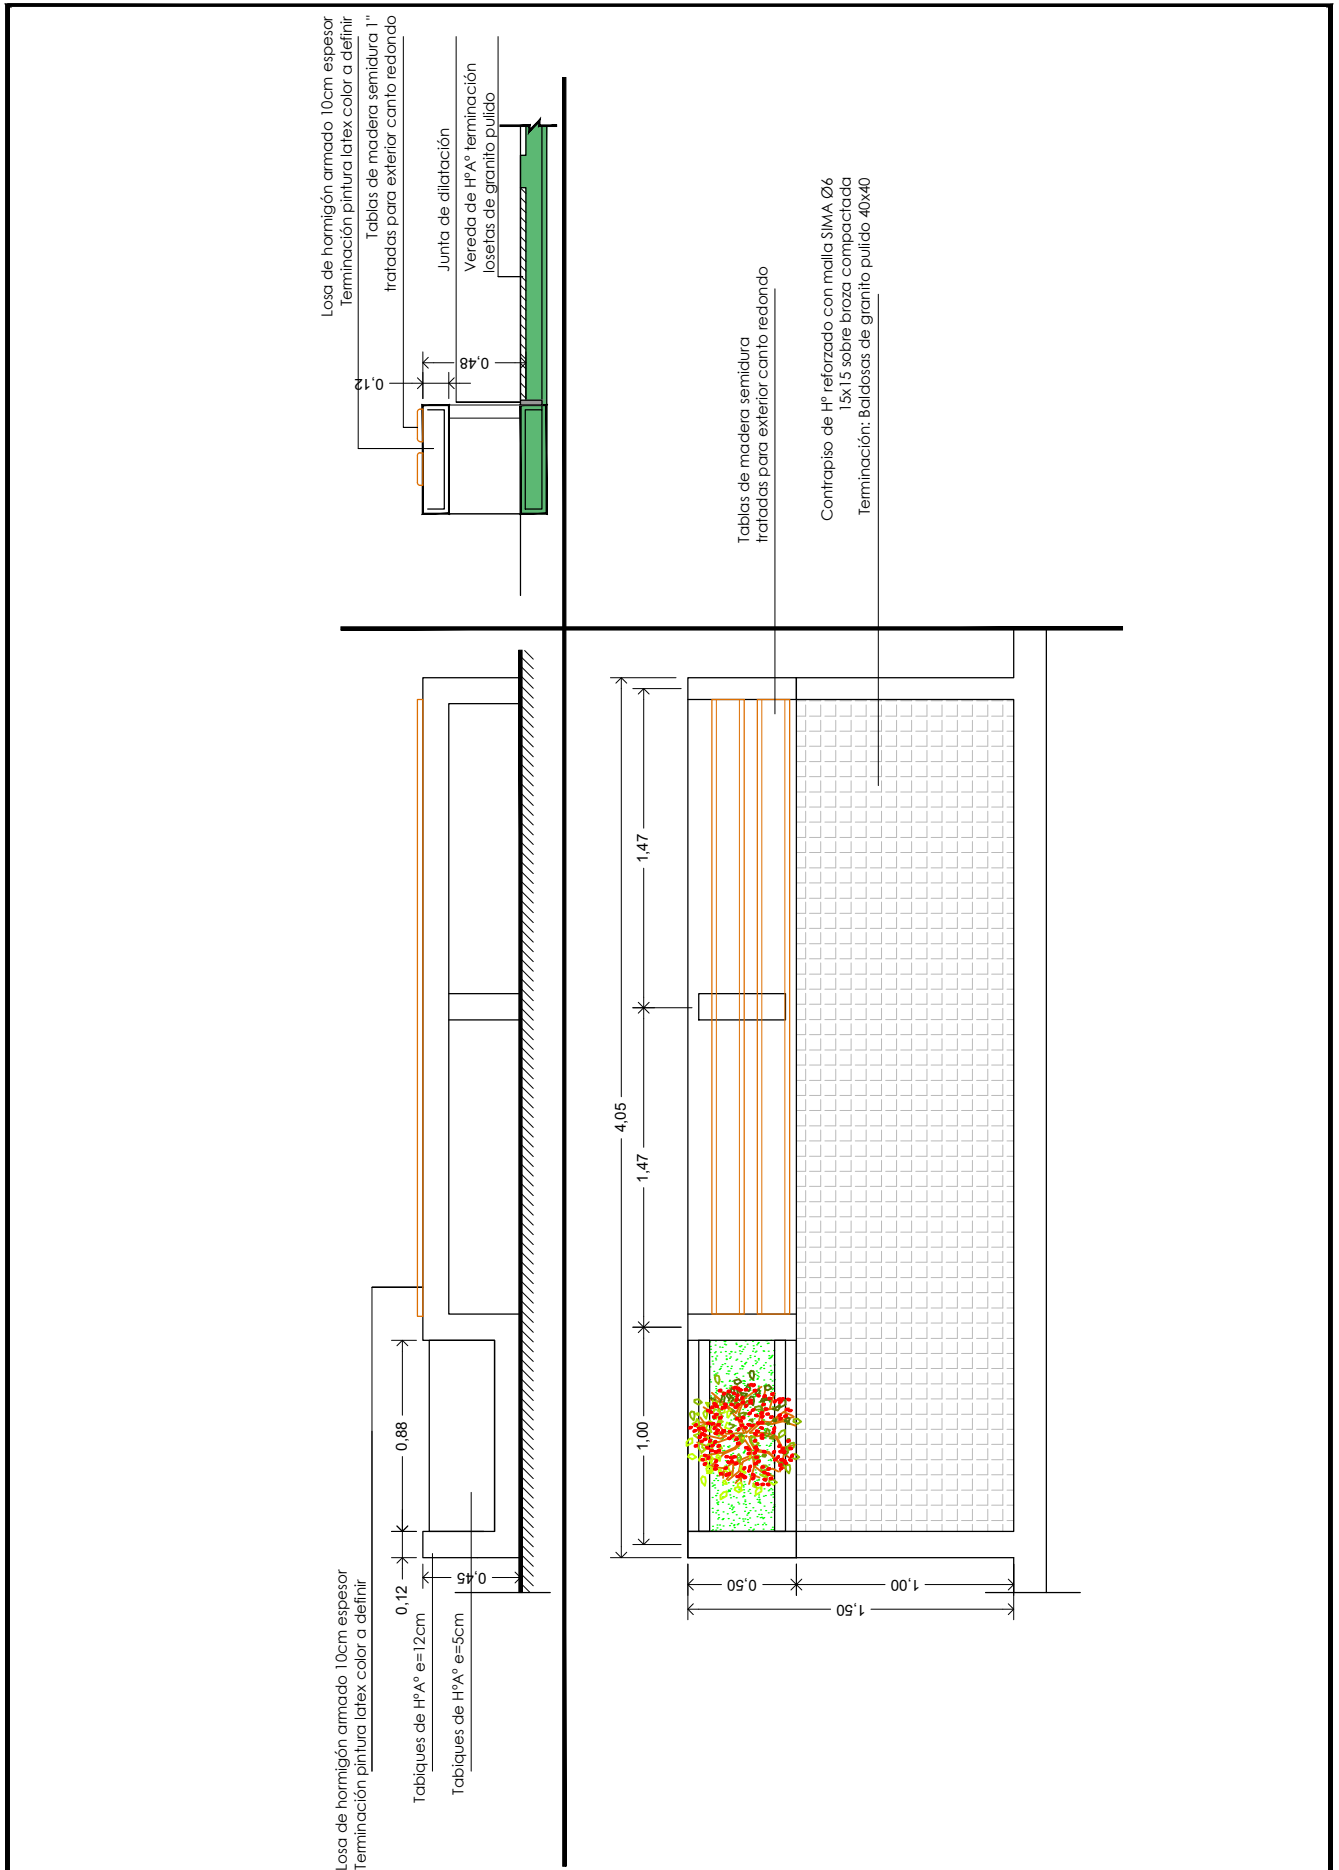 Losa de hormigón armado 10cm espesor
Terminación pintura latex color a definir
Tablas de madera semidura 1"
tratadas para exterior canto redondo
Junta de dilatación
Vereda de HºAº terminación
losetas de granito pulido
0,12
0,48
Tablas de madera semidura
tratadas para exterior canto redondo
Contrapiso de Hº reforzado con malla SIMA Ø6
15x15 sobre broza compactada
Terminación: Baldosas de granito pulido 40x40
Losa de hormigón armado 10cm espesor
Terminación pintura latex color a definir
Tabiques de HºAº e=12cm
Tabiques de HºAº e=5cm
0,12
0,88
0,45
4,05
1,00
1,47
1,47
0,50
1,00
1,50